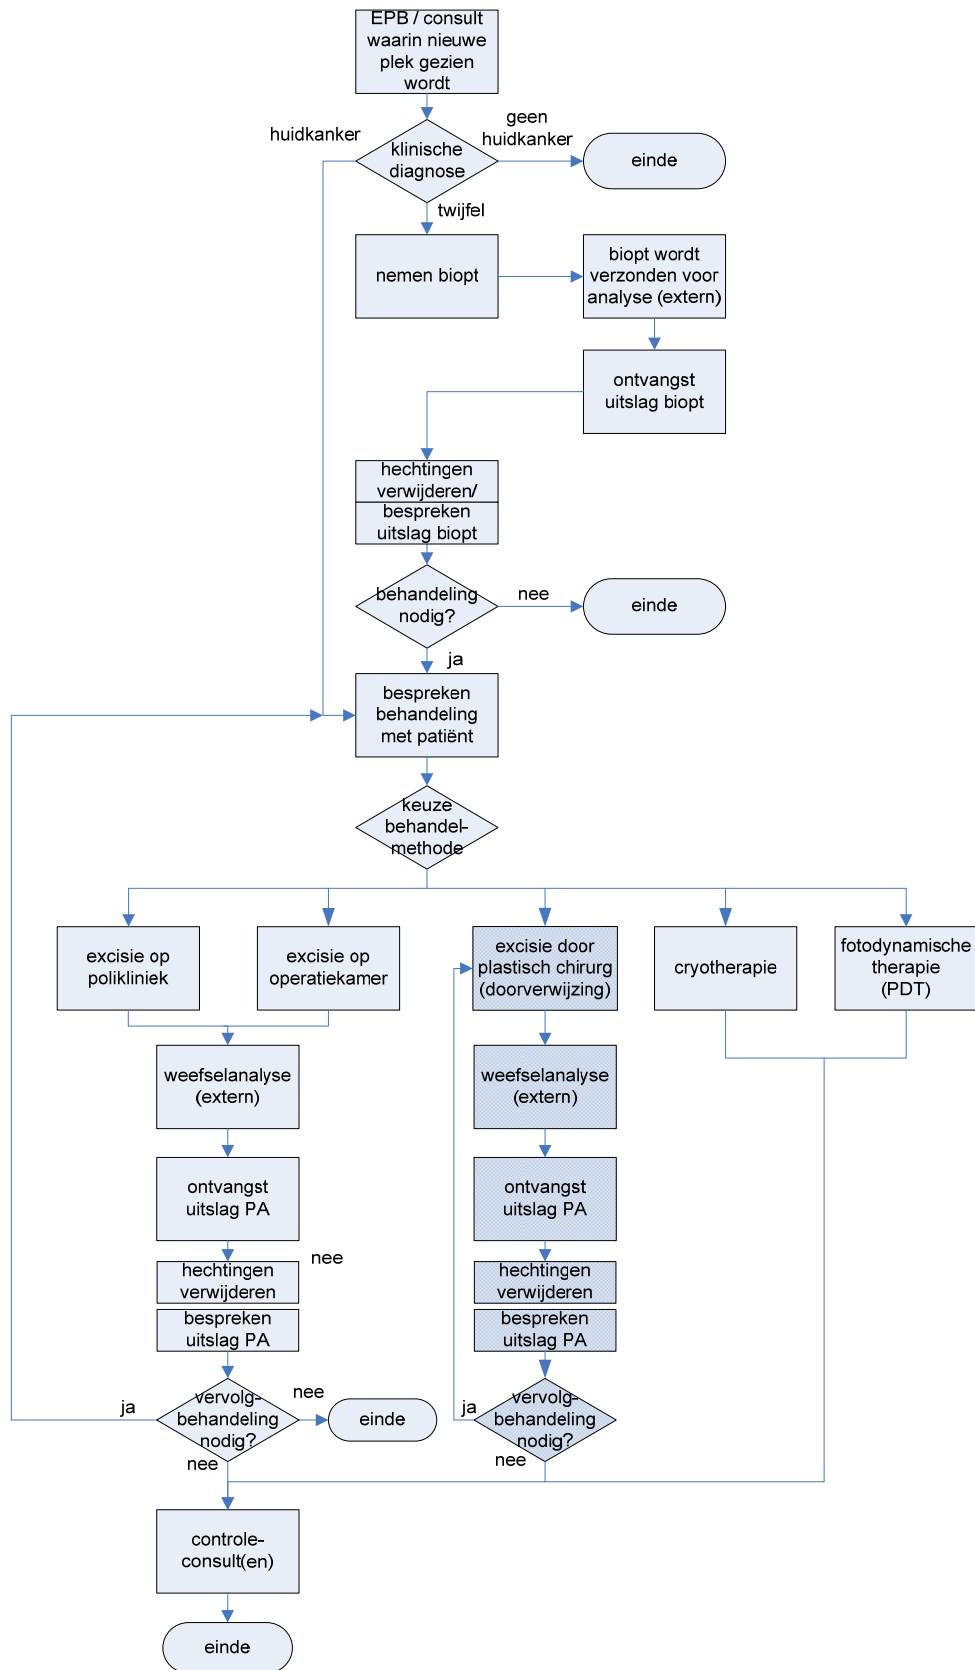 EPB / consult
waarin nieuwe
plek gezien
wordt
huidkanker
geen
huidkanker
klinische
diagnose
einde
twijfel
nemen biopt
biopt wordt
verzonden voor
analyse (extern)
ontvangst
uitslag biopt
hechtingen
verwijderen/
bespreken
uitslag biopt
behandeling
nodig?
nee
einde
ja
bespreken
behandeling
met patiënt
keuze
behandel-
methode
excisie op
polikliniek
excisie op
operatiekamer
excisie door
plastisch chirurg
(doorverwijzing)
cryotherapie
fotodynamische
therapie
(PDT)
weefselanalyse
(extern)
weefselanalyse
(extern)
ontvangst
uitslag PA
ontvangst
uitslag PA
nee
hechtingen
verwijderen
hechtingen
verwijderen
bespreken
uitslag PA
bespreken
uitslag PA
ja
vervolg-
behandeling
nodig?
nee
einde
ja
vervolg-
behandeling
nodig?
nee
nee
controle-
consult(en)
einde